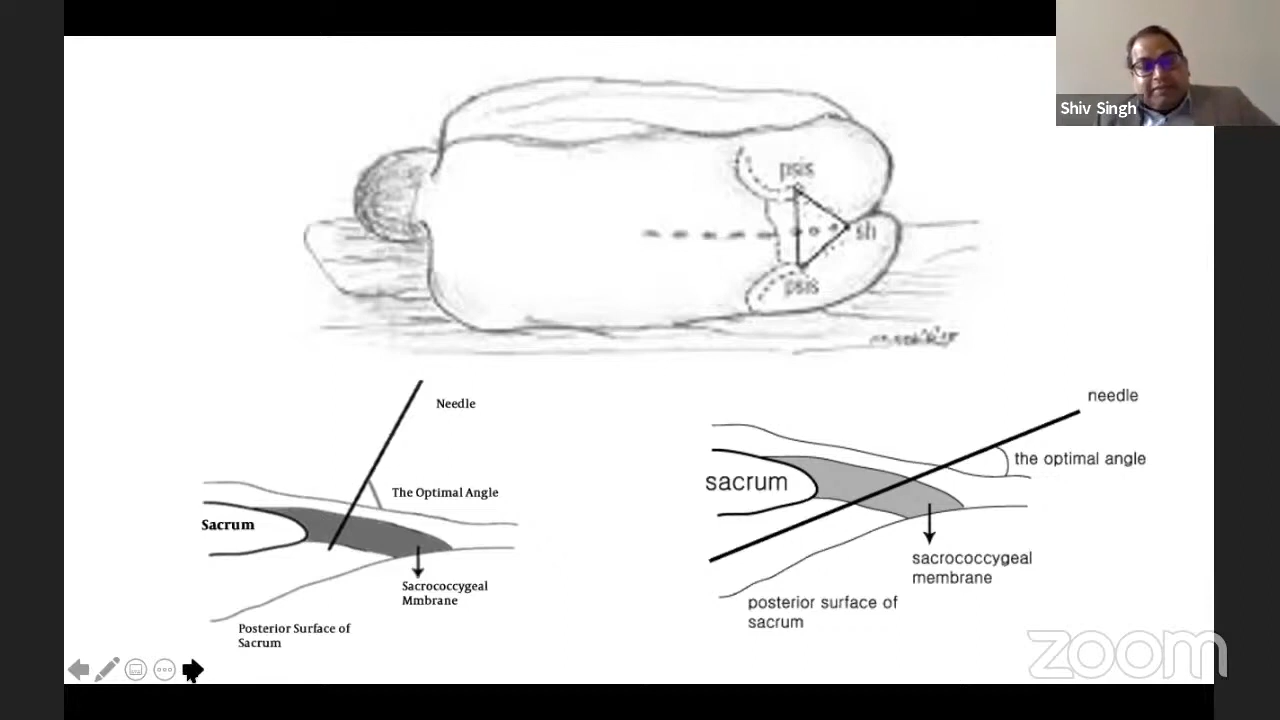 Shiv Singh
psis
sh
psis
Needle
The Optimal Angle
Sacrum
Sacrococcygeal
Mmbrane
Posterior Surface of
Sacrum
needle
the optimal angle
sacrum
sacrococcygeal
membrane
posterior surface of
sacrum
zoom